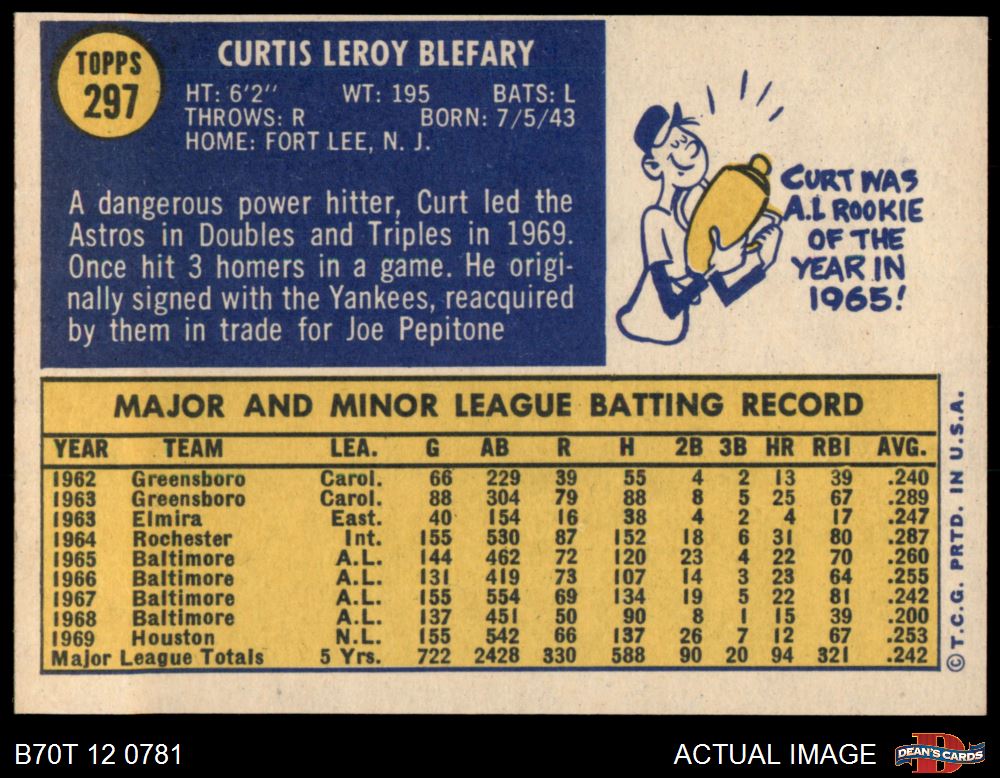 TOPPS
297
CURTIS LEROY BLEFARY
HT: 6'2" WT: 195 BATS: L
THROWS: R BORN: 7/5/43
HOME: FORT LEE, N. J.
A dangerous power hitter, Curt led the
Astros in Doubles and Triples in 1969.
Once hit 3 homers in a game. He origi-
nally signed with the Yankees, reacquired
by them in trade for Joe Pepitone
CURT WAS
A.L ROOKIE
OF THE
YEAR IN
1965!
MAJOR AND MINOR LEAGUE BATTING RECORD
YEAR TEAM LEA. G AB R H 2B 3B HR RBI AVG.
1962 Greensboro Carol. 66 229 39 55 4 2 13 39 .240
1963 Greensboro Carol. 88 304 79 88 8 5 25 67 .289
1963 Elmira East. 40 154 16 38 4 2 4 17 .247
1964 Rochester Int. 155 530 87 152 18 6 31 80 .287
1965 Baltimore A.L. 144 462 72 120 23 4 22 70 .260
1966 Baltimore A.L. 131 419 73 107 14 3 23 64 .255
1967 Baltimore A.L. 155 554 69 134 19 5 22 81 .242
1968 Baltimore A.L. 137 451 50 90 8 1 15 39 .200
1969 Houston N.L. 155 542 66 137 26 7 12 67 .253
Major League Totals 5 Yrs. 722 2428 330 588 90 20 94 321 .242
© T.C.G. PRTD. IN U.S.A.
B70T 12 0781 ACTUAL IMAGE
D
DEAN'S CARDS